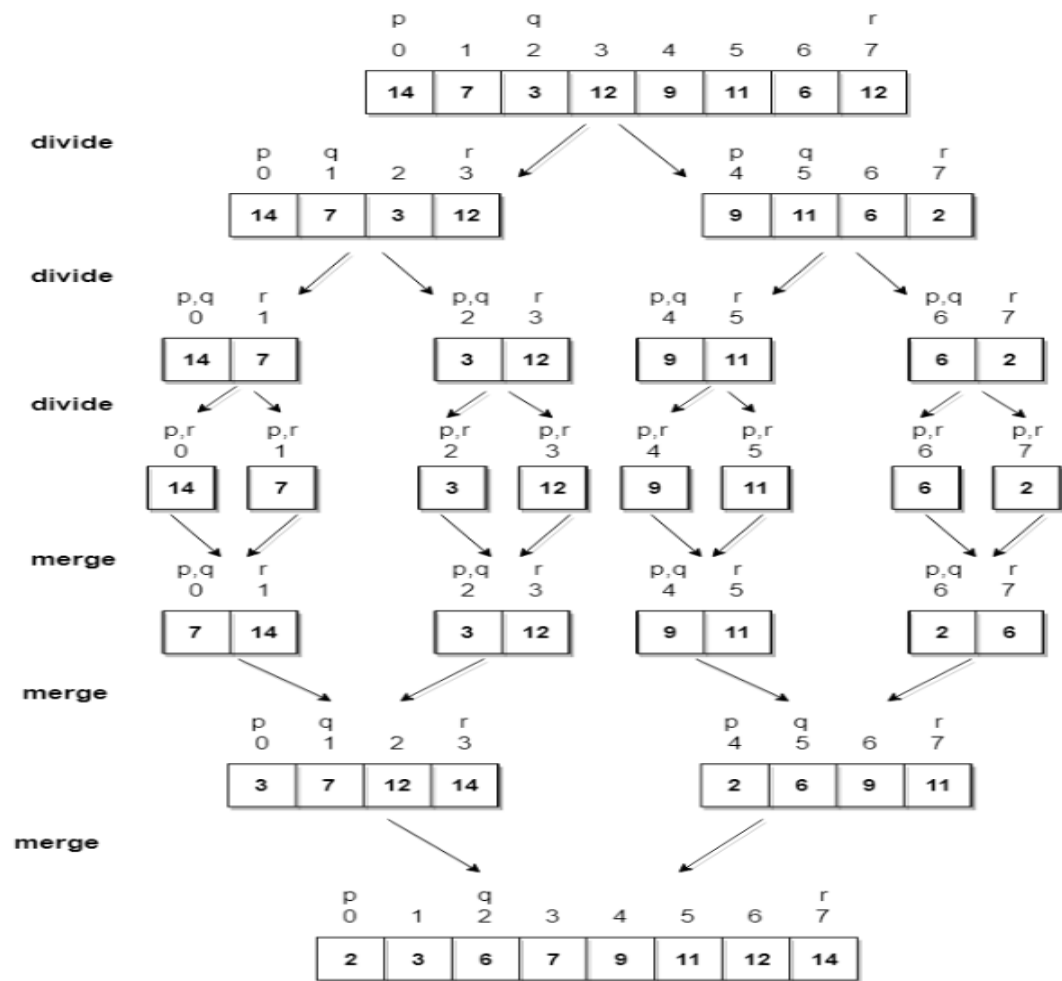 p q r
0 1 2 3 4 5 6 7
14 7 3 12 9 11 6 12
divide
p q r p q r
0 1 2 3 4 5 6 7
14 7 3 12 9 11 6 2
divide
p,q r p,q r p,q r p,q r
0 1 2 3 4 5 6 7
14 7 3 12 9 11 6 2
divide
p,r p,r p,r p,r p,r p,r p,r p,r
0 1 2 3 4 5 6 7
14 7 3 12 9 11 6 2
merge
p,q r p,q r p,q r p,q r
0 1 2 3 4 5 6 7
7 14 3 12 9 11 2 6
merge
p q r p q r
0 1 2 3 4 5 6 7
3 7 12 14 2 6 9 11
merge
p q r
0 1 2 3 4 5 6 7
2 3 6 7 9 11 12 14